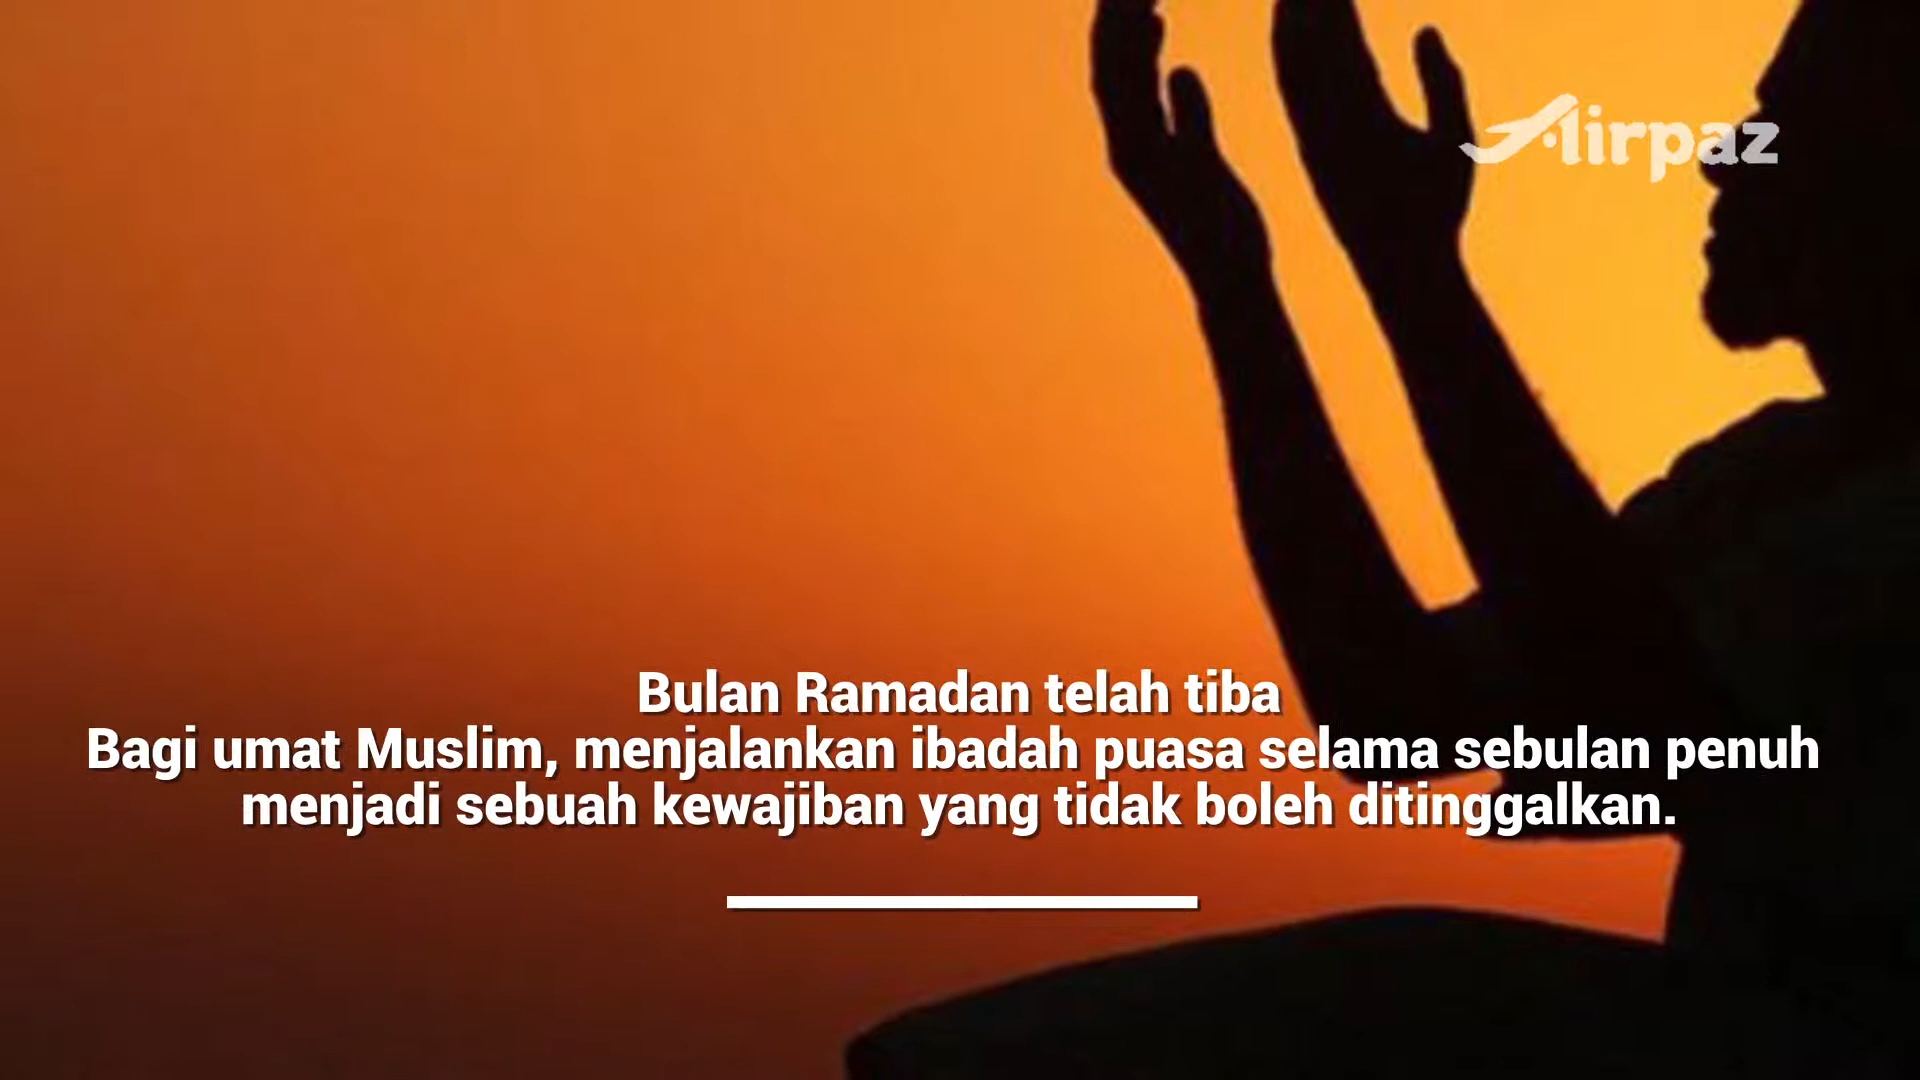 Airpaz
Bulan Ramadan telah tiba
Bagi umat Muslim, menjalankan ibadah puasa selama sebulan penuh
menjadi sebuah kewajiban yang tidak boleh ditinggalkan.